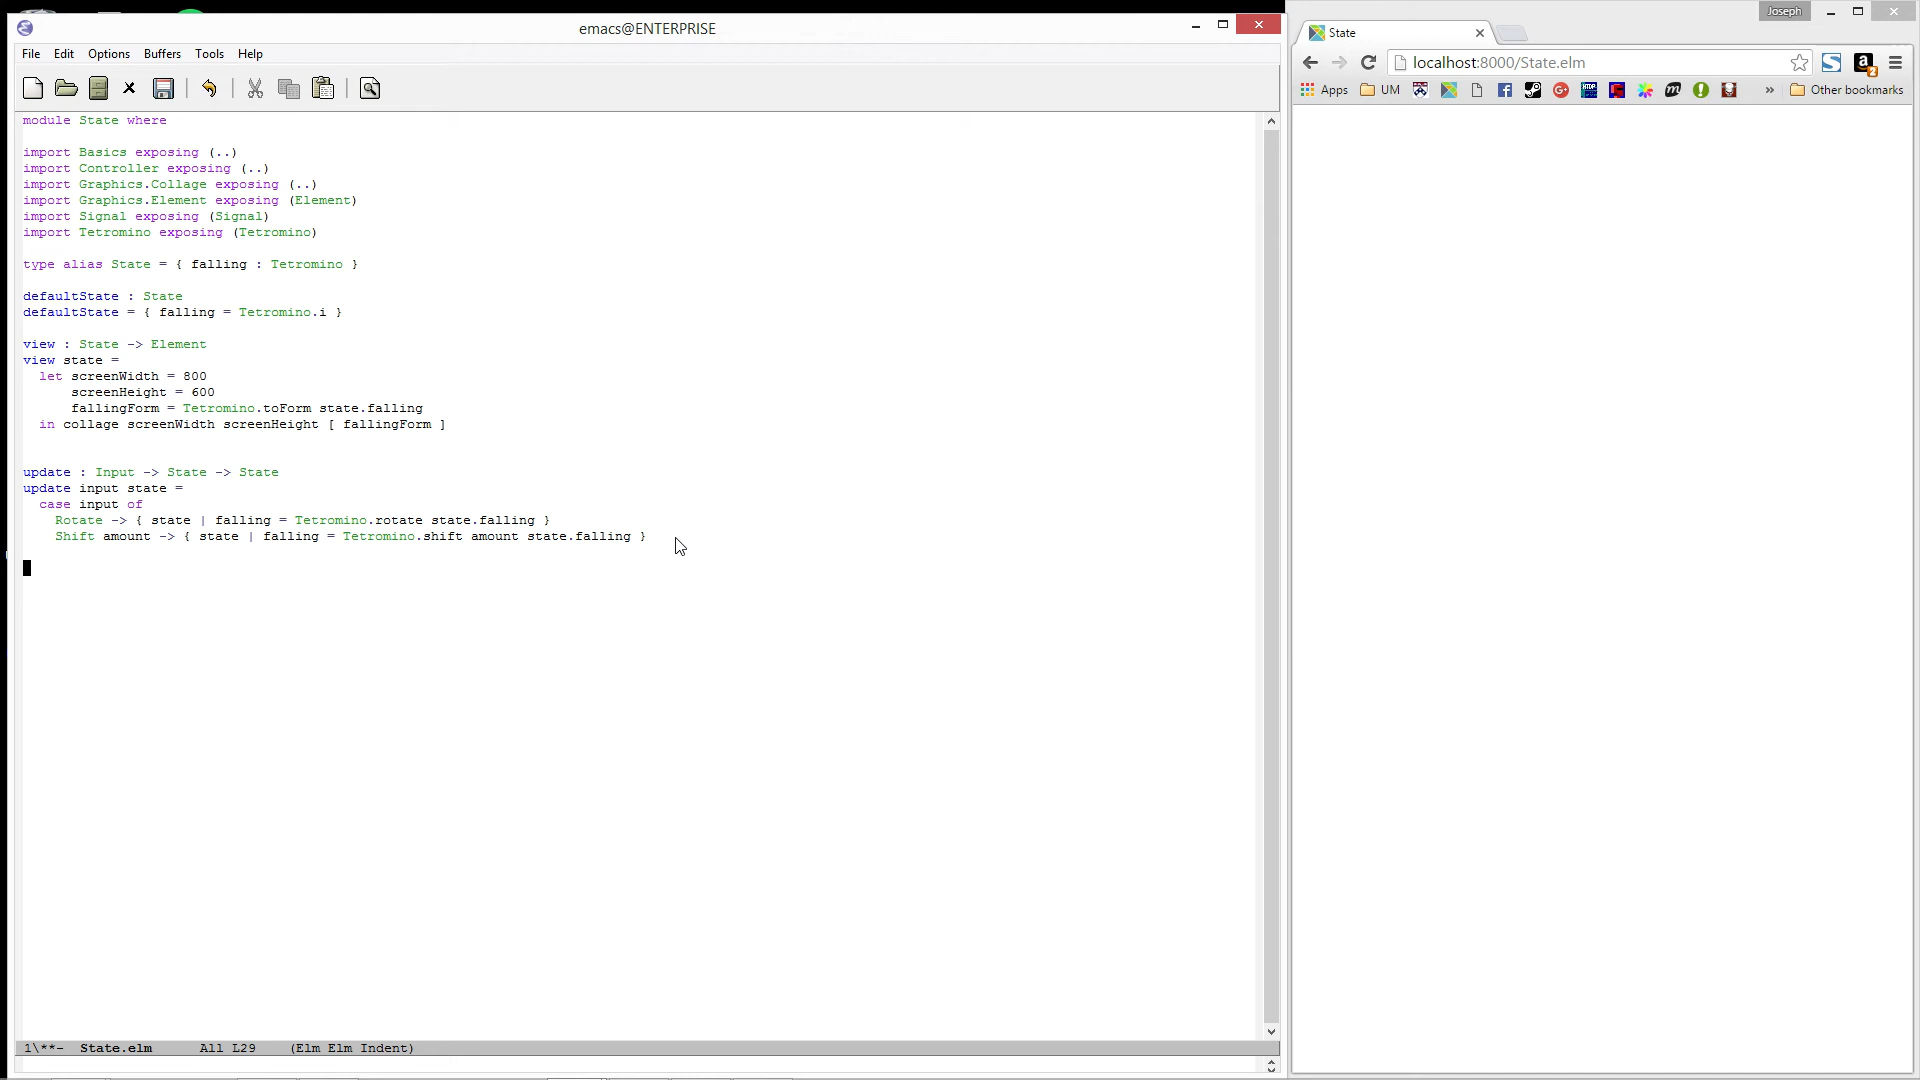 emacs@ENTERPRISE
File Edit Options Buffers Tools Help
module State where
import Basics exposing (..)
import Controller exposing (..)
import Graphics.Collage exposing (..)
import Graphics.Element exposing (Element)
import Signal exposing (Signal)
import Tetromino exposing (Tetromino)
type alias State = { falling : Tetromino }
defaultState : State
defaultState = { falling = Tetromino.i }
view : State -> Element
view state =
let screenWidth = 800
screenHeight = 600
fallingForm = Tetromino.toForm state.falling
in collage screenWidth screenHeight [ fallingForm ]
update : Input -> State -> State
update input state =
case input of
Rotate -> { state | falling = Tetromino.rotate state.falling }
Shift amount -> { state | falling = Tetromino.shift amount state.falling }
1\**- State.elm All L29 (Elm Elm Indent)
Joseph
State
localhost:8000/State.elm
Apps UM » Other bookmarks